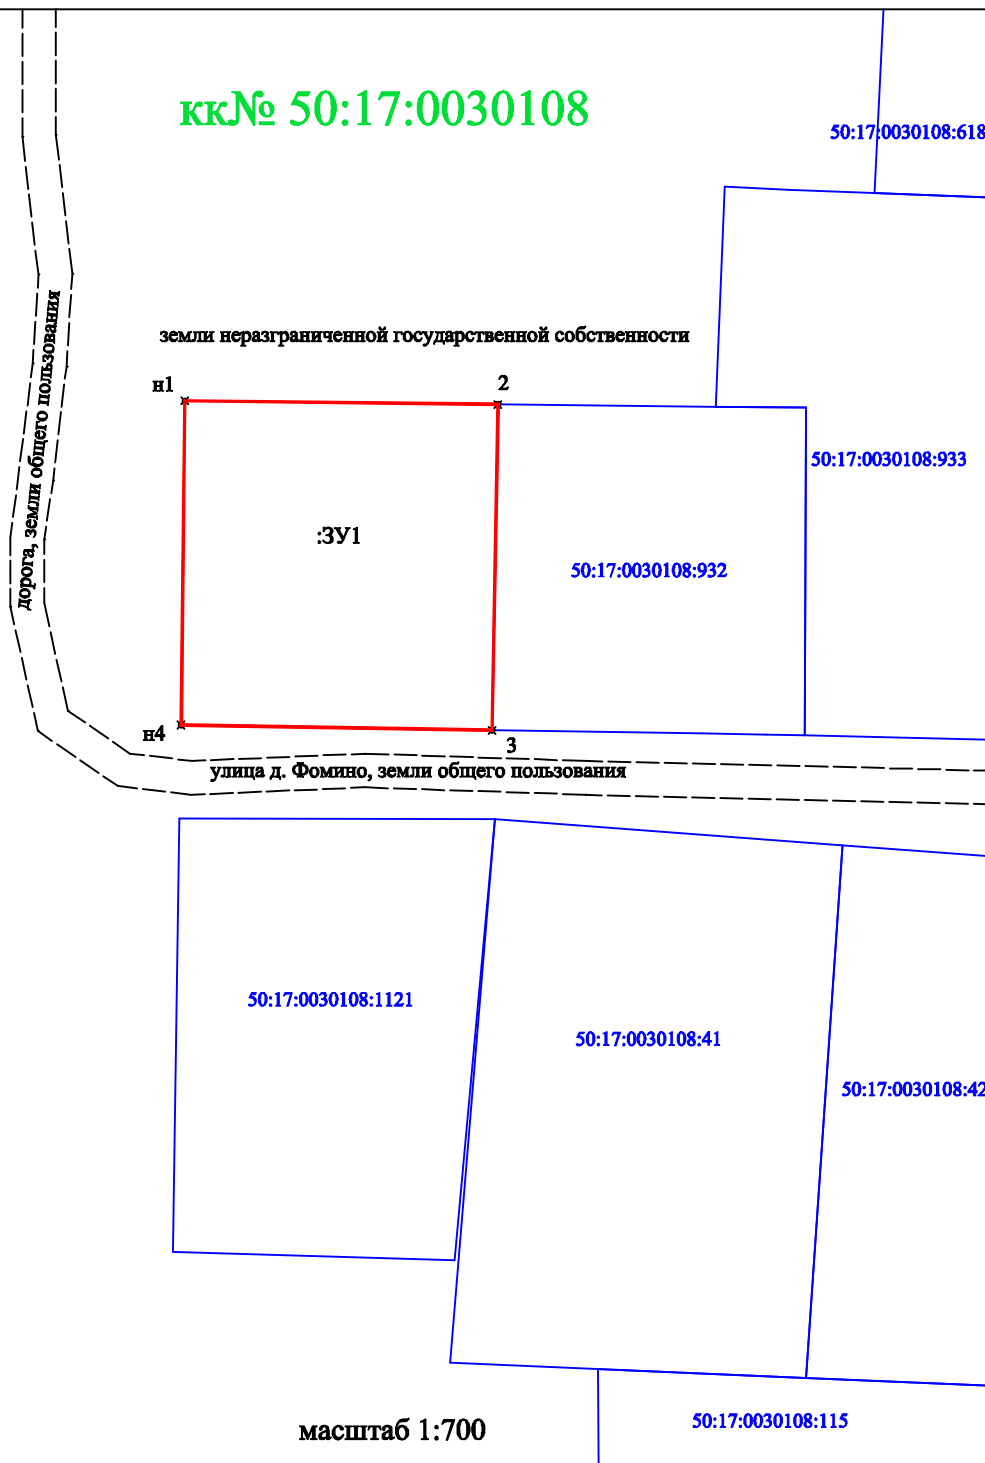 кк№ 50:17:0030108
50:17:0030108:618
земли неразграниченной государственной собственности
дорога, земли общего пользования
н1
2
50:17:0030108:933
:ЗУ1
50:17:0030108:932
н4
3
улица д. Фомино, земли общего пользования
50:17:0030108:1121
50:17:0030108:41
50:17:0030108:42
50:17:0030108:115
масштаб 1:700